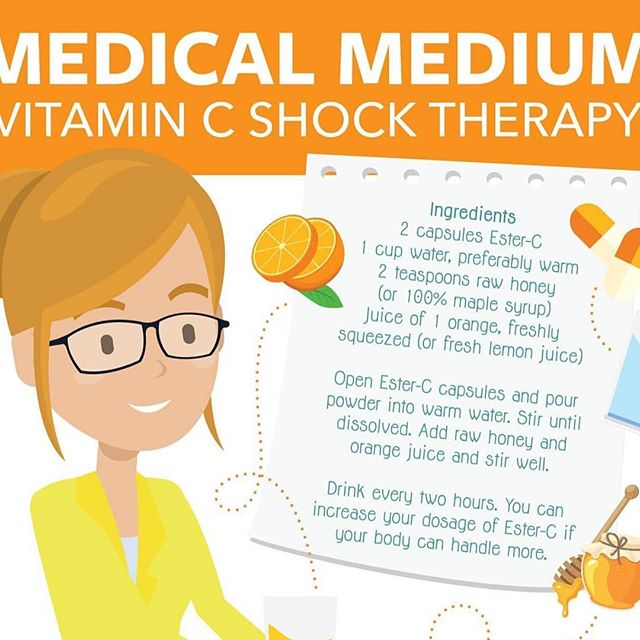 MEDICAL MEDIUM
VITAMIN C SHOCK THERAPY
Ingredients
2 capsules Ester-C
1 cup water, preferably warm
2 teaspoons raw honey
(or 100% maple syrup)
Juice of 1 orange, freshly
squeezed (or fresh lemon juice)
Open Ester-C capsules and pour
powder into warm water. Stir until
dissolved. Add raw honey and
orange juice and stir well.
Drink every two hours. You can
increase your dosage of Ester-C if
your body can handle more.